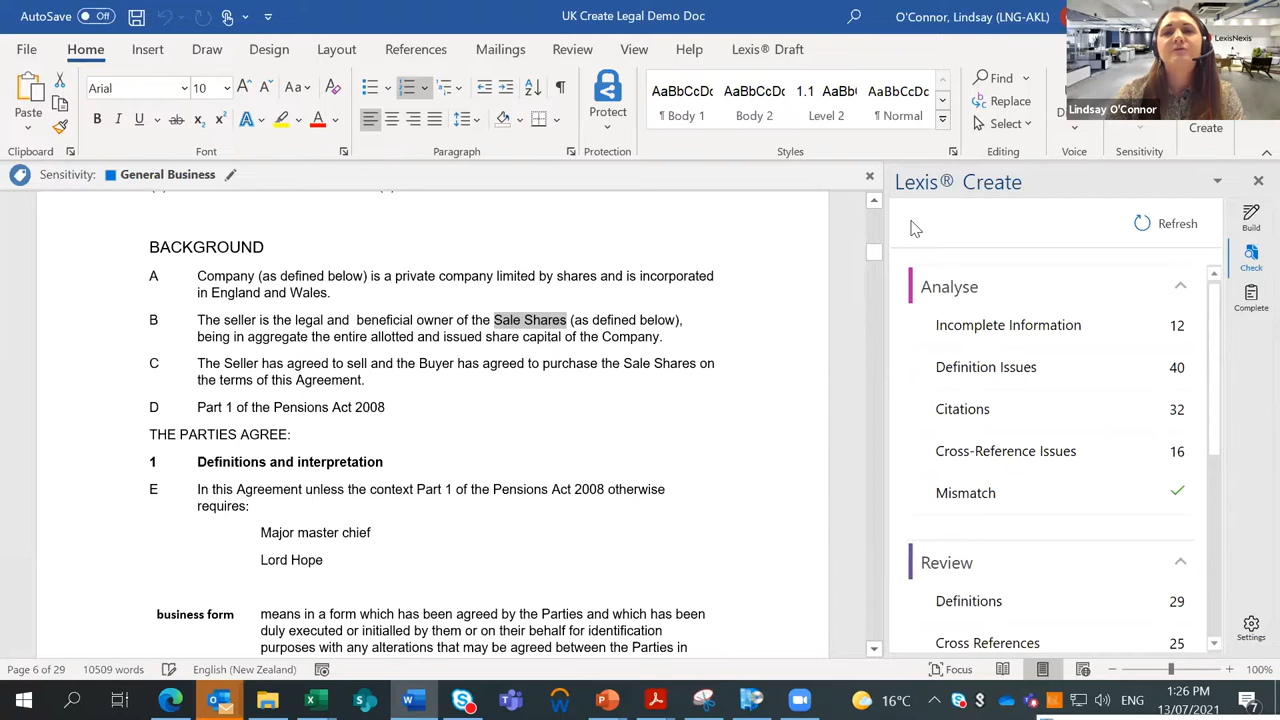 AutoSave Off
UK Create Legal Demo Doc
O'Connor, Lindsay (LNG-AKL)
LexisNexis
File Home Insert Draw Design Layout References Mailings Review View Help Lexis® Draft
Lindsay O'Connor
Paste
Arial 10
Protect
AaBbCcDc AaBbCcDc 1.1 AaBbC AaBbCcDc
¶ Body 1 Body 2 Level 2 ¶ Normal
Find
Replace
Select
Create
Clipboard Font Paragraph Protection Styles Editing Voice Sensitivity
Sensitivity: General Business
Lexis® Create
Refresh
Build
Check
Complete
Settings
BACKGROUND
A Company (as defined below) is a private company limited by shares and is incorporated
in England and Wales.
B The seller is the legal and beneficial owner of the Sale Shares (as defined below),
being in aggregate the entire allotted and issued share capital of the Company.
C The Seller has agreed to sell and the Buyer has agreed to purchase the Sale Shares on
the terms of this Agreement.
D Part 1 of the Pensions Act 2008
THE PARTIES AGREE:
1 Definitions and interpretation
E In this Agreement unless the context Part 1 of the Pensions Act 2008 otherwise
requires:
Major master chief
Lord Hope
business form means in a form which has been agreed by the Parties and which has been
duly executed or initialled by them or on their behalf for identification
purposes with any alterations that may be agreed between the Parties in
Analyse
Incomplete Information 12
Definition Issues 40
Citations 32
Cross-Reference Issues 16
Mismatch
Review
Definitions 29
Cross References 25
Page 6 of 29 10509 words English (New Zealand) Focus 100%
16°C ENG 1:26 PM
13/07/2021
7